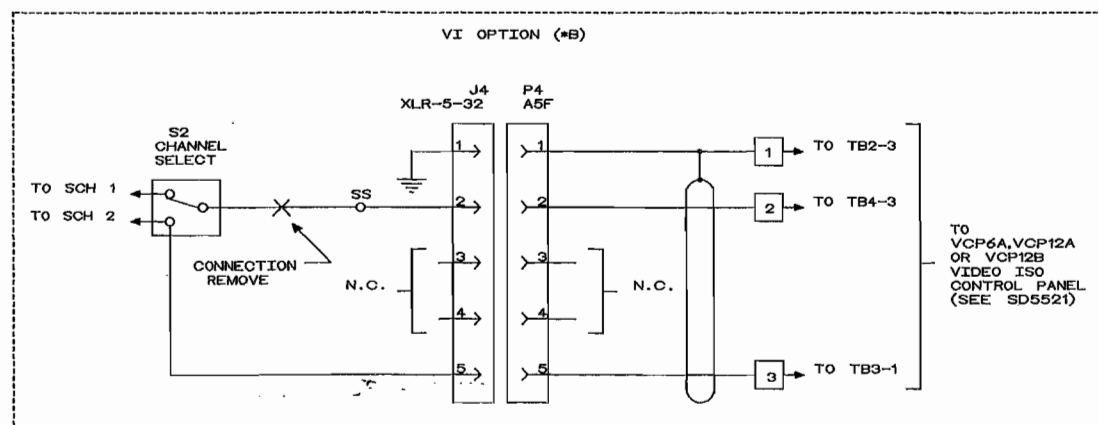 VI OPTION (*B)
J4
XLR-5-32
P4
A5F
S2
CHANNEL
SELECT
TO SCH 1
TO SCH 2
CONNECTION
REMOVE
SS
N.C.
1
2
3
4
5
1
2
3
4
5
N.C.
1
TO TB2-3
2
TO TB4-3
3
TO TB3-1
TO
VCP6A,VCP12A
OR VCP12B
VIDEO ISO
CONTROL PANEL
(SEE SD5521)